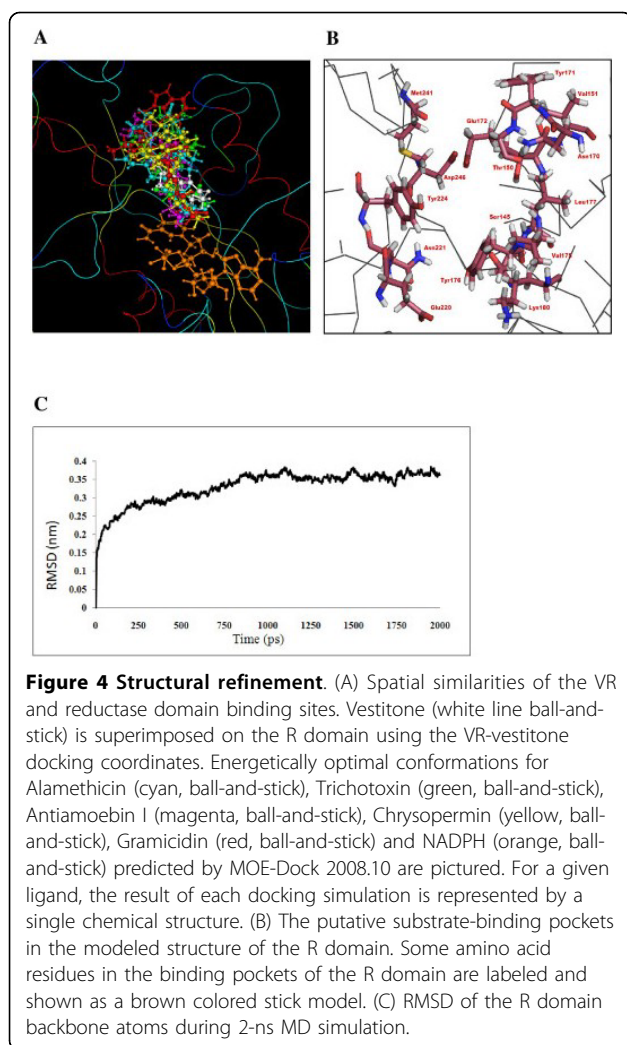 A
B
Tyr171
Met241
Val151
Glu172
Asn170
Asp246
Thr150
Tyr224
Leu177
Ser145
Asn221
Val175
Tyr176
Glu220
Lys180
C
0.4
0.35
0.3
0.25
0.2
0.15
0.1
0.05
0
RMSD (nm)
0 250 500 750 1000 1250 1500 1750 2000
Time (ps)
Figure 4 Structural refinement. (A) Spatial similarities of the VR
and reductase domain binding sites. Vestitone (white line ball-and-
stick) is superimposed on the R domain using the VR-vestitone
docking coordinates. Energetically optimal conformations for
Alamethicin (cyan, ball-and-stick), Trichotoxin (green, ball-and-stick),
Antiamoebin I (magenta, ball-and-stick), Chrysopermin (yellow, ball-
and-stick), Gramicidin (red, ball-and-stick) and NADPH (orange, ball-
and-stick) predicted by MOE-Dock 2008.10 are pictured. For a given
ligand, the result of each docking simulation is represented by a
single chemical structure. (B) The putative substrate-binding pockets
in the modeled structure of the R domain. Some amino acid
residues in the binding pockets of the R domain are labeled and
shown as a brown colored stick model. (C) RMSD of the R domain
backbone atoms during 2-ns MD simulation.